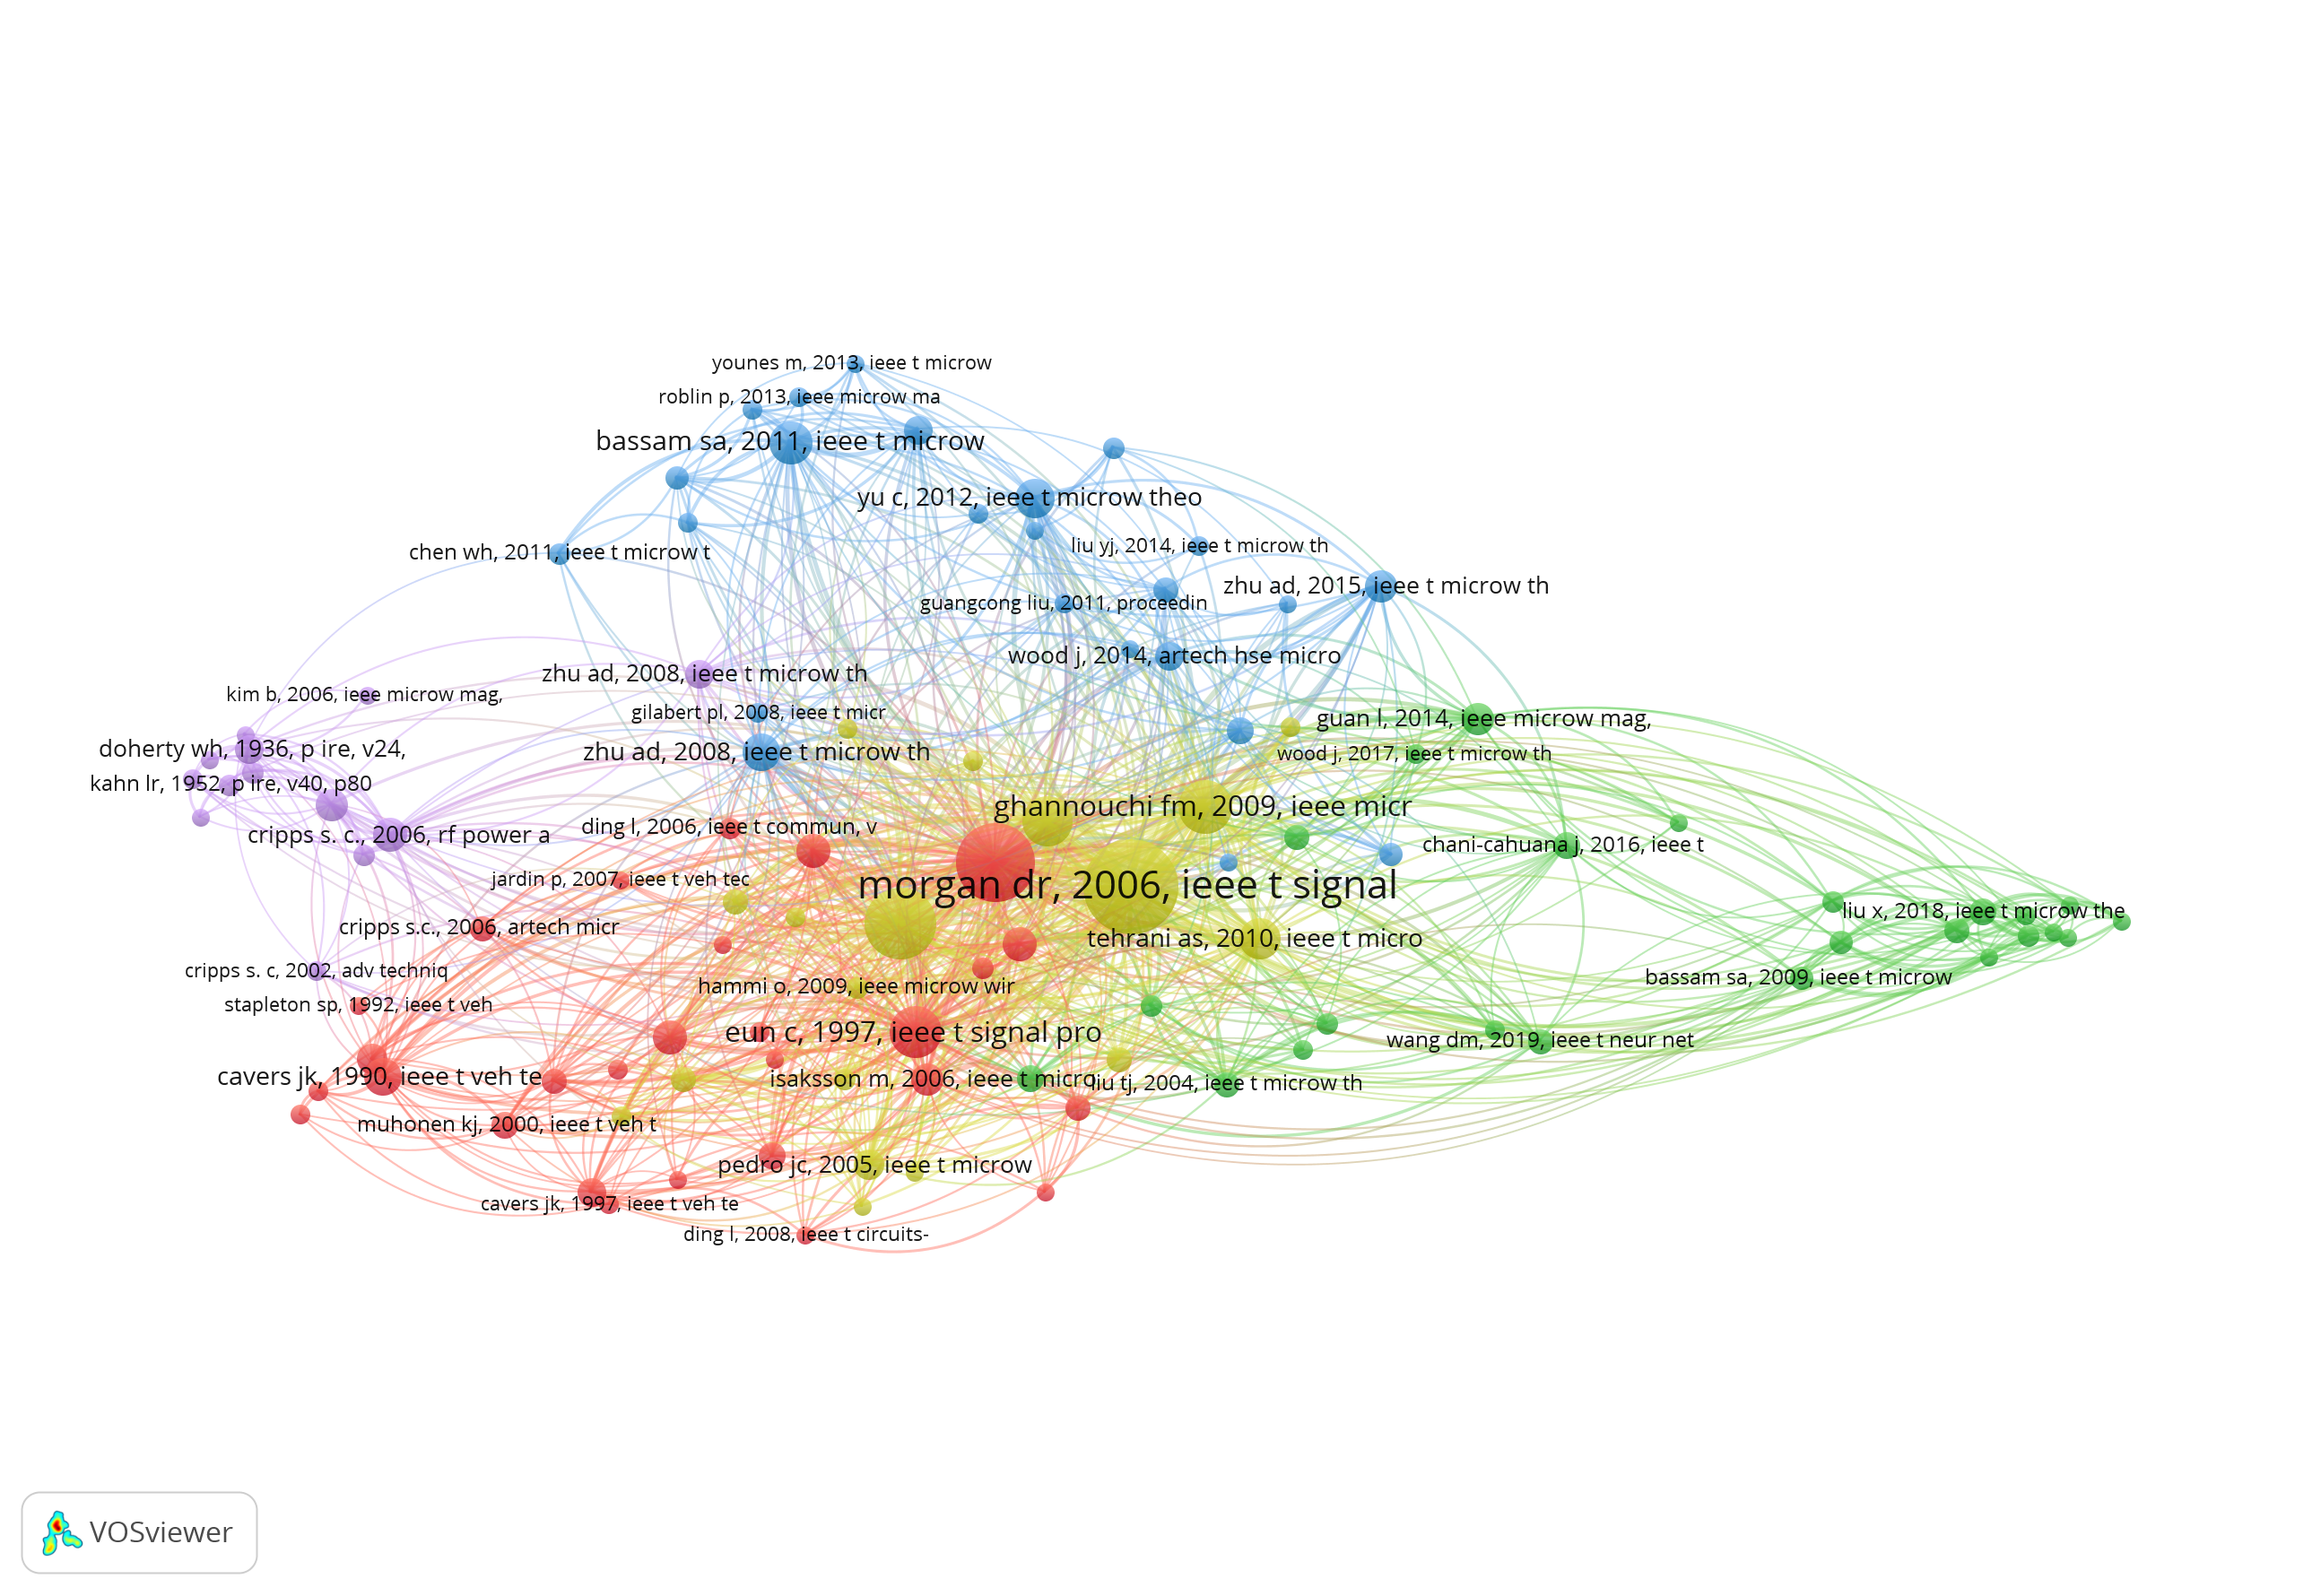 younes m, 2013, ieee t microw
roblin p, 2013, ieee microw ma
bassam sa, 2011, ieee t microw
yu c, 2012, ieee t microw theo
liu yj, 2014, ieee t microw th
chen wh, 2011, ieee t microw t
zhu ad, 2015, ieee t microw th
guangcong liu, 2011, proceedin
wood j, 2014, artech hse micro
zhu ad, 2008, ieee t microw th
kim b, 2006, ieee microw mag,
gilabert pl, 2008, ieee t micr
guan l, 2014, ieee microw mag,
doherty wh, 1936, p ire, v24,
zhu ad, 2008, ieee t microw th
wood j, 2017, ieee t microw th
kahn lr, 1952, p ire, v40, p80
ghannouchi fm, 2009, ieee micr
cripps s. c., 2006, rf power a
ding l, 2006, ieee t commun, v
chani-cahuana j, 2016, ieee t
jardin p, 2007, ieee t veh tec
morgan dr, 2006, ieee t signal
liu x, 2018, ieee t microw the
cripps s.c., 2006, artech micr
tehrani as, 2010, ieee t micro
cripps s. c, 2002, adv techniq
bassam sa, 2009, ieee t microw
hammi o, 2009, ieee microw wir
stapleton sp, 1992, ieee t veh
eun c, 1997, ieee t signal pro
wang dm, 2019, ieee t neur net
cavers jk, 1990, ieee t veh te
isaksson m, 2006, ieee t micro
liu tj, 2004, ieee t microw th
muhonen kj, 2000, ieee t veh t
pedro jc, 2005, ieee t microw
cavers jk, 1997, ieee t veh te
ding l, 2008, ieee t circuits-
VOSviewer